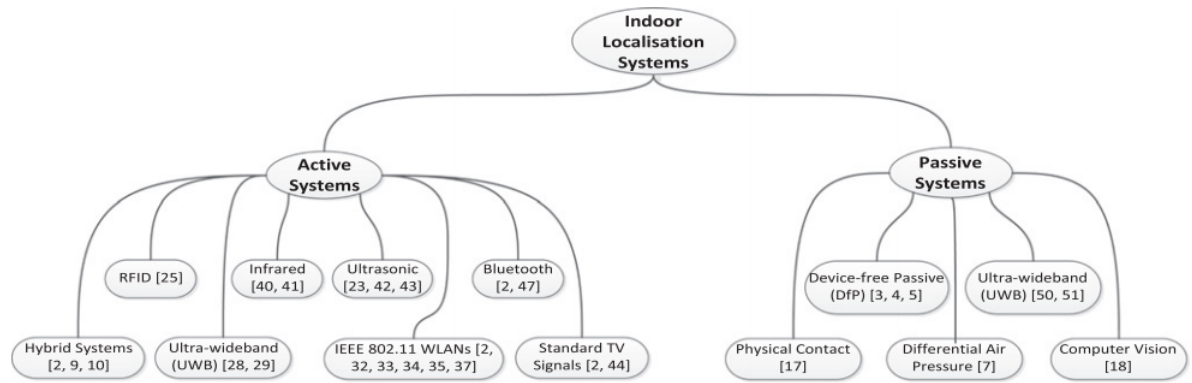 Indoor
Localisation
Systems
Active
Systems
Passive
Systems
RFID [25]
Infrared
[40, 41]
Ultrasonic
[23, 42, 43]
Bluetooth
[2, 47]
Device-free Passive
(DfP) [3, 4, 5]
Ultra-wideband
(UWB) [50, 51]
Hybrid Systems
[2, 9, 10]
Ultra-wideband
(UWB) [28, 29]
IEEE 802.11 WLANs [2,
32, 33, 34, 35, 37]
Standard TV
Signals [2, 44]
Physical Contact
[17]
Differential Air
Pressure [7]
Computer Vision
[18]